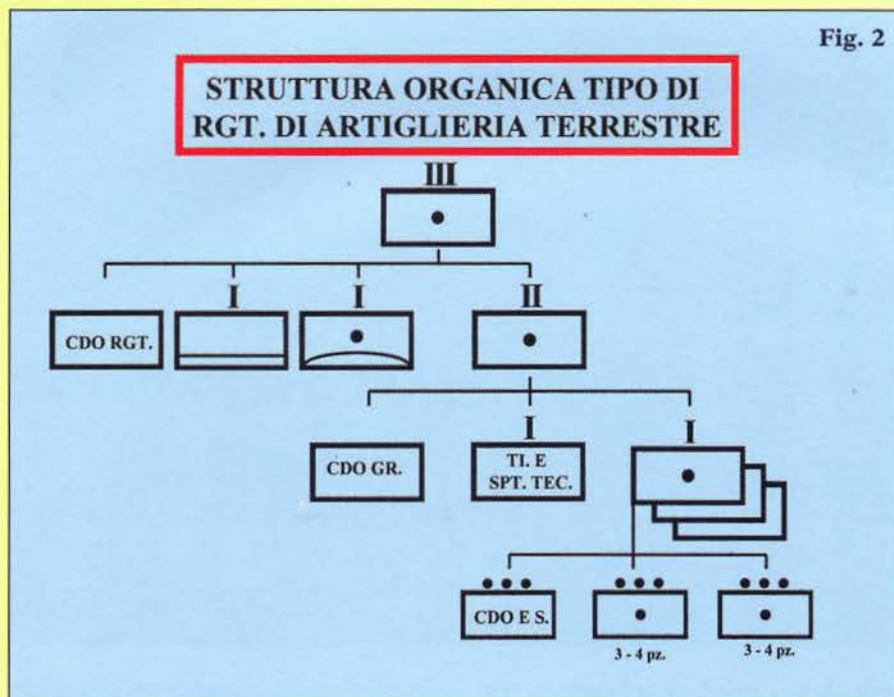 Fig. 2
STRUTTURA ORGANICA TIPO DI
RGT. DI ARTIGLIERIA TERRESTRE
III
I
I
II
CDO RGT.
I
I
CDO GR.
TI. E
SPT. TEC.
CDO E S.
3 - 4 pz.
3 - 4 pz.